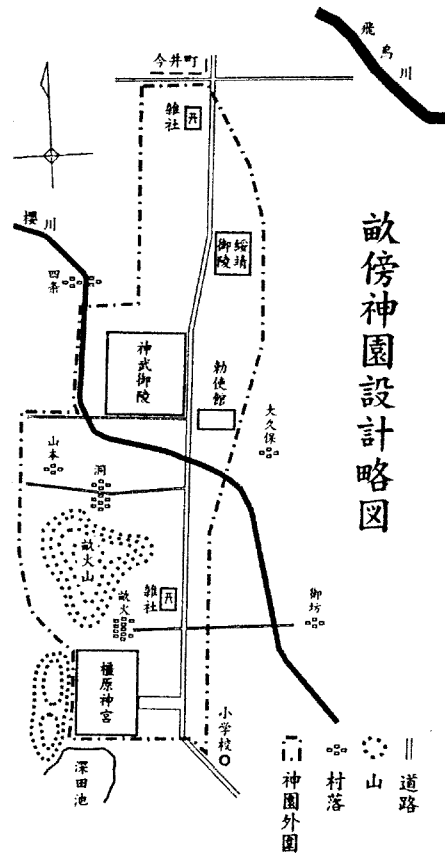 畝傍神園設計略図
飛鳥川
今井町
雑社
櫻川
四条
綏靖
御陵
神武御陵
勅使館
大久保
山本
洞
畝火山
畝火
雑社
御坊
橿原神宮
小学校
深田池
道路
山
村落
神園外囲